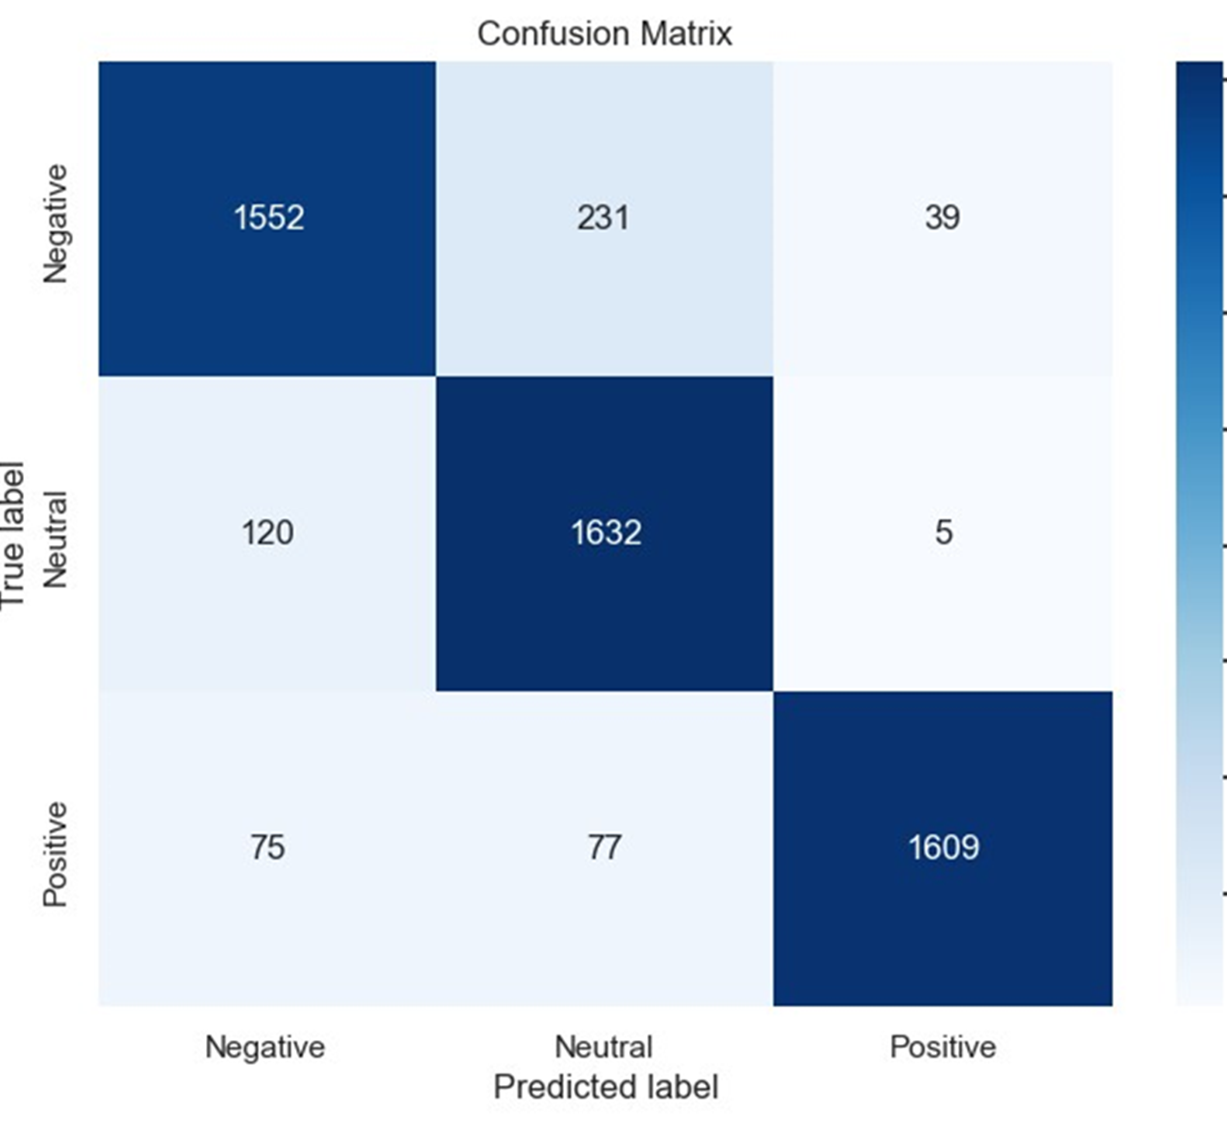 Confusion Matrix
True label
Negative
1552 231 39
Neutral
120 1632 5
Positive
75 77 1609
Negative Neutral Positive
Predicted label